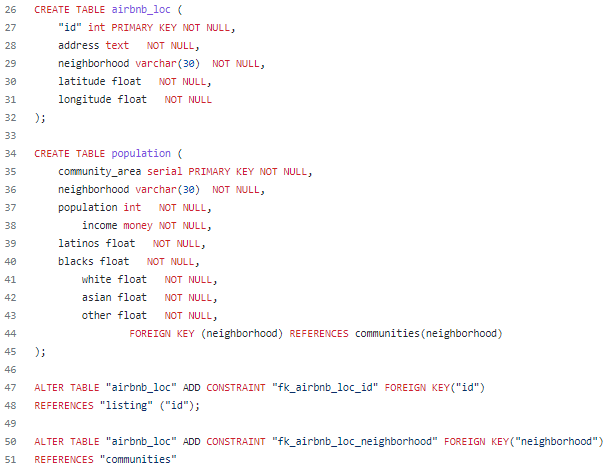 26 CREATE TABLE airbnb_loc (
27 "id" int PRIMARY KEY NOT NULL,
28 address text NOT NULL,
29 neighborhood varchar(30) NOT NULL,
30 latitude float NOT NULL,
31 longitude float NOT NULL
32 );
33
34 CREATE TABLE population (
35 community_area serial PRIMARY KEY NOT NULL,
36 neighborhood varchar(30) NOT NULL,
37 population int NOT NULL,
38 income money NOT NULL,
39 latinos float NOT NULL,
40 blacks float NOT NULL,
41 white float NOT NULL,
42 asian float NOT NULL,
43 other float NOT NULL,
44 FOREIGN KEY (neighborhood) REFERENCES communities(neighborhood)
45 );
46
47 ALTER TABLE "airbnb_loc" ADD CONSTRAINT "fk_airbnb_loc_id" FOREIGN KEY("id")
48 REFERENCES "listing" ("id");
49
50 ALTER TABLE "airbnb_loc" ADD CONSTRAINT "fk_airbnb_loc_neighborhood" FOREIGN KEY("neighborhood")
51 REFERENCES "communities"